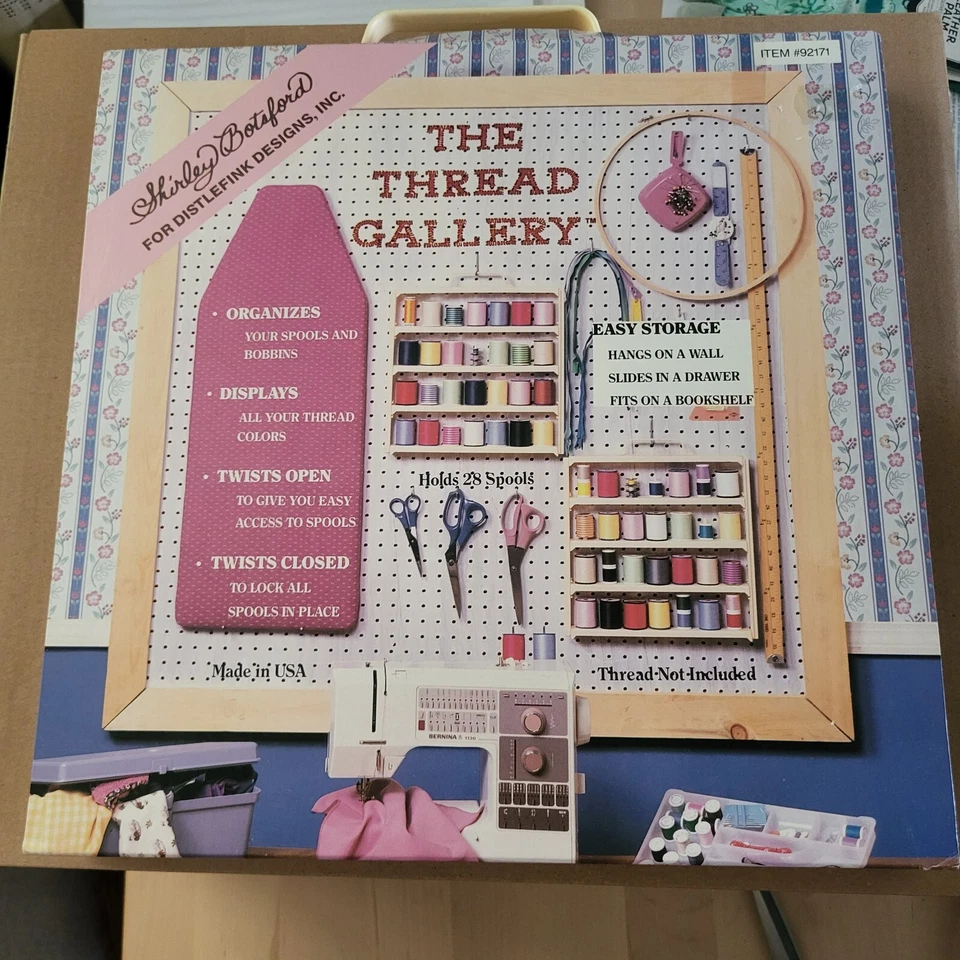 ITEM #92171
Shirley Botsford
FOR DISTLEFINK DESIGNS, INC.
THE
THREAD
GALLERY™
• ORGANIZES
YOUR SPOOLS AND
BOBBINS
• DISPLAYS
ALL YOUR THREAD
COLORS
• TWISTS OPEN
TO GIVE YOU EASY
ACCESS TO SPOOLS
• TWISTS CLOSED
TO LOCK ALL
SPOOLS IN PLACE
EASY STORAGE
HANGS ON A WALL
SLIDES IN A DRAWER
FITS ON A BOOKSHELF
Holds 28 Spools
Made in USA
Thread Not Included
BERNINA
LEATHER
PALM